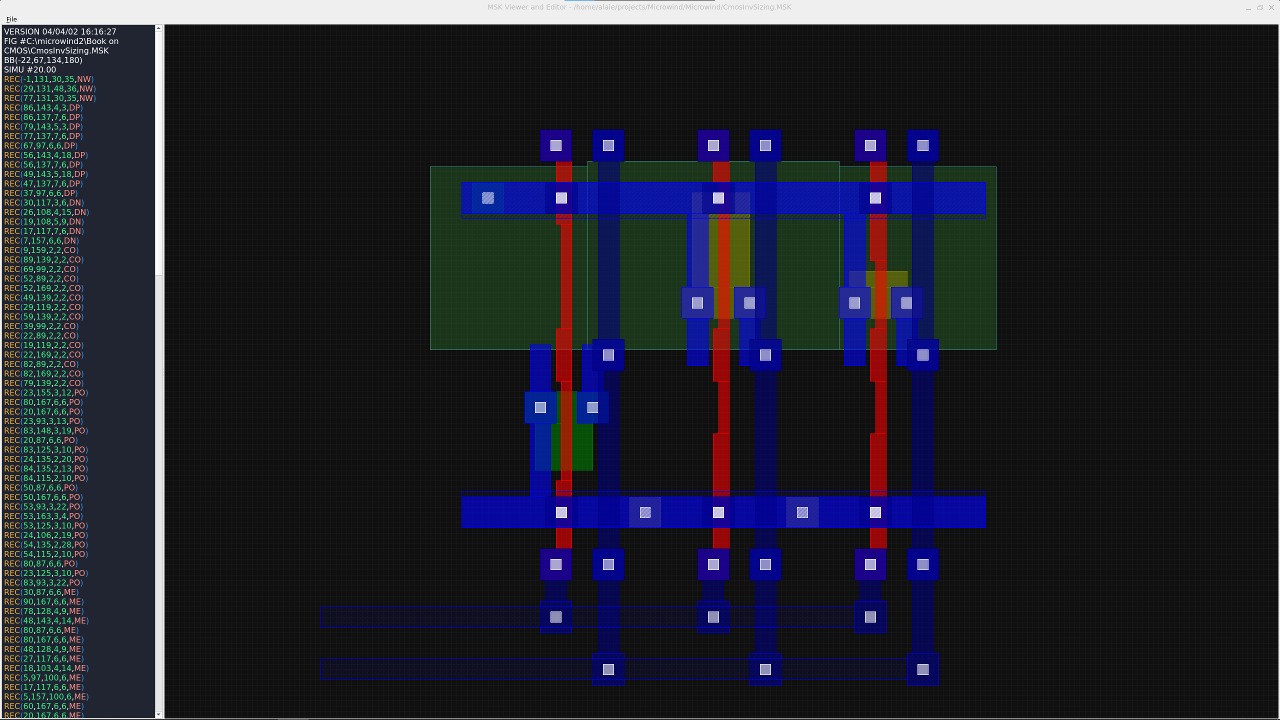 MSK Viewer and Editor - /home/alaie/projects/Microwind/Microwind/CmosInvSizing.MSK
File
VERSION 04/04/02 16:16:27
FIG #C:\microwind2\Book on
CMOS\CmosInvSizing.MSK
BB(-22,67,134,180)
SIMU #20.00
REC(-1,131,30,35,NW)
REC(29,131,48,36,NW)
REC(77,131,30,35,NW)
REC(86,143,4,3,DP)
REC(86,137,7,6,DP)
REC(79,143,5,3,DP)
REC(77,137,7,6,DP)
REC(67,97,6,6,DP)
REC(56,143,4,18,DP)
REC(56,137,7,6,DP)
REC(49,143,5,18,DP)
REC(47,137,7,6,DP)
REC(37,97,6,6,DP)
REC(30,117,3,6,DN)
REC(26,108,4,15,DN)
REC(19,108,5,9,DN)
REC(17,117,7,6,DN)
REC(7,157,6,6,DN)
REC(9,159,2,2,CO)
REC(89,139,2,2,CO)
REC(69,99,2,2,CO)
REC(52,89,2,2,CO)
REC(52,169,2,2,CO)
REC(49,139,2,2,CO)
REC(29,119,2,2,CO)
REC(59,139,2,2,CO)
REC(39,99,2,2,CO)
REC(22,89,2,2,CO)
REC(19,119,2,2,CO)
REC(22,169,2,2,CO)
REC(82,89,2,2,CO)
REC(82,169,2,2,CO)
REC(79,139,2,2,CO)
REC(23,155,3,12,PO)
REC(80,167,6,6,PO)
REC(20,167,6,6,PO)
REC(23,93,3,13,PO)
REC(83,148,3,19,PO)
REC(20,87,6,6,PO)
REC(83,125,3,10,PO)
REC(24,135,2,20,PO)
REC(84,135,2,13,PO)
REC(84,115,2,10,PO)
REC(50,87,6,6,PO)
REC(50,167,6,6,PO)
REC(53,93,3,22,PO)
REC(53,163,3,4,PO)
REC(53,125,3,10,PO)
REC(24,106,2,19,PO)
REC(54,135,2,28,PO)
REC(54,115,2,10,PO)
REC(80,87,6,6,PO)
REC(23,125,3,10,PO)
REC(83,93,3,22,PO)
REC(30,87,6,6,ME)
REC(90,167,6,6,ME)
REC(78,128,4,9,ME)
REC(48,143,4,14,ME)
REC(80,87,6,6,ME)
REC(80,167,6,6,ME)
REC(48,128,4,9,ME)
REC(27,117,6,6,ME)
REC(18,103,4,14,ME)
REC(5,97,100,6,ME)
REC(17,117,6,6,ME)
REC(5,157,100,6,ME)
REC(60,167,6,6,ME)
REC(20,167,6,6,ME)